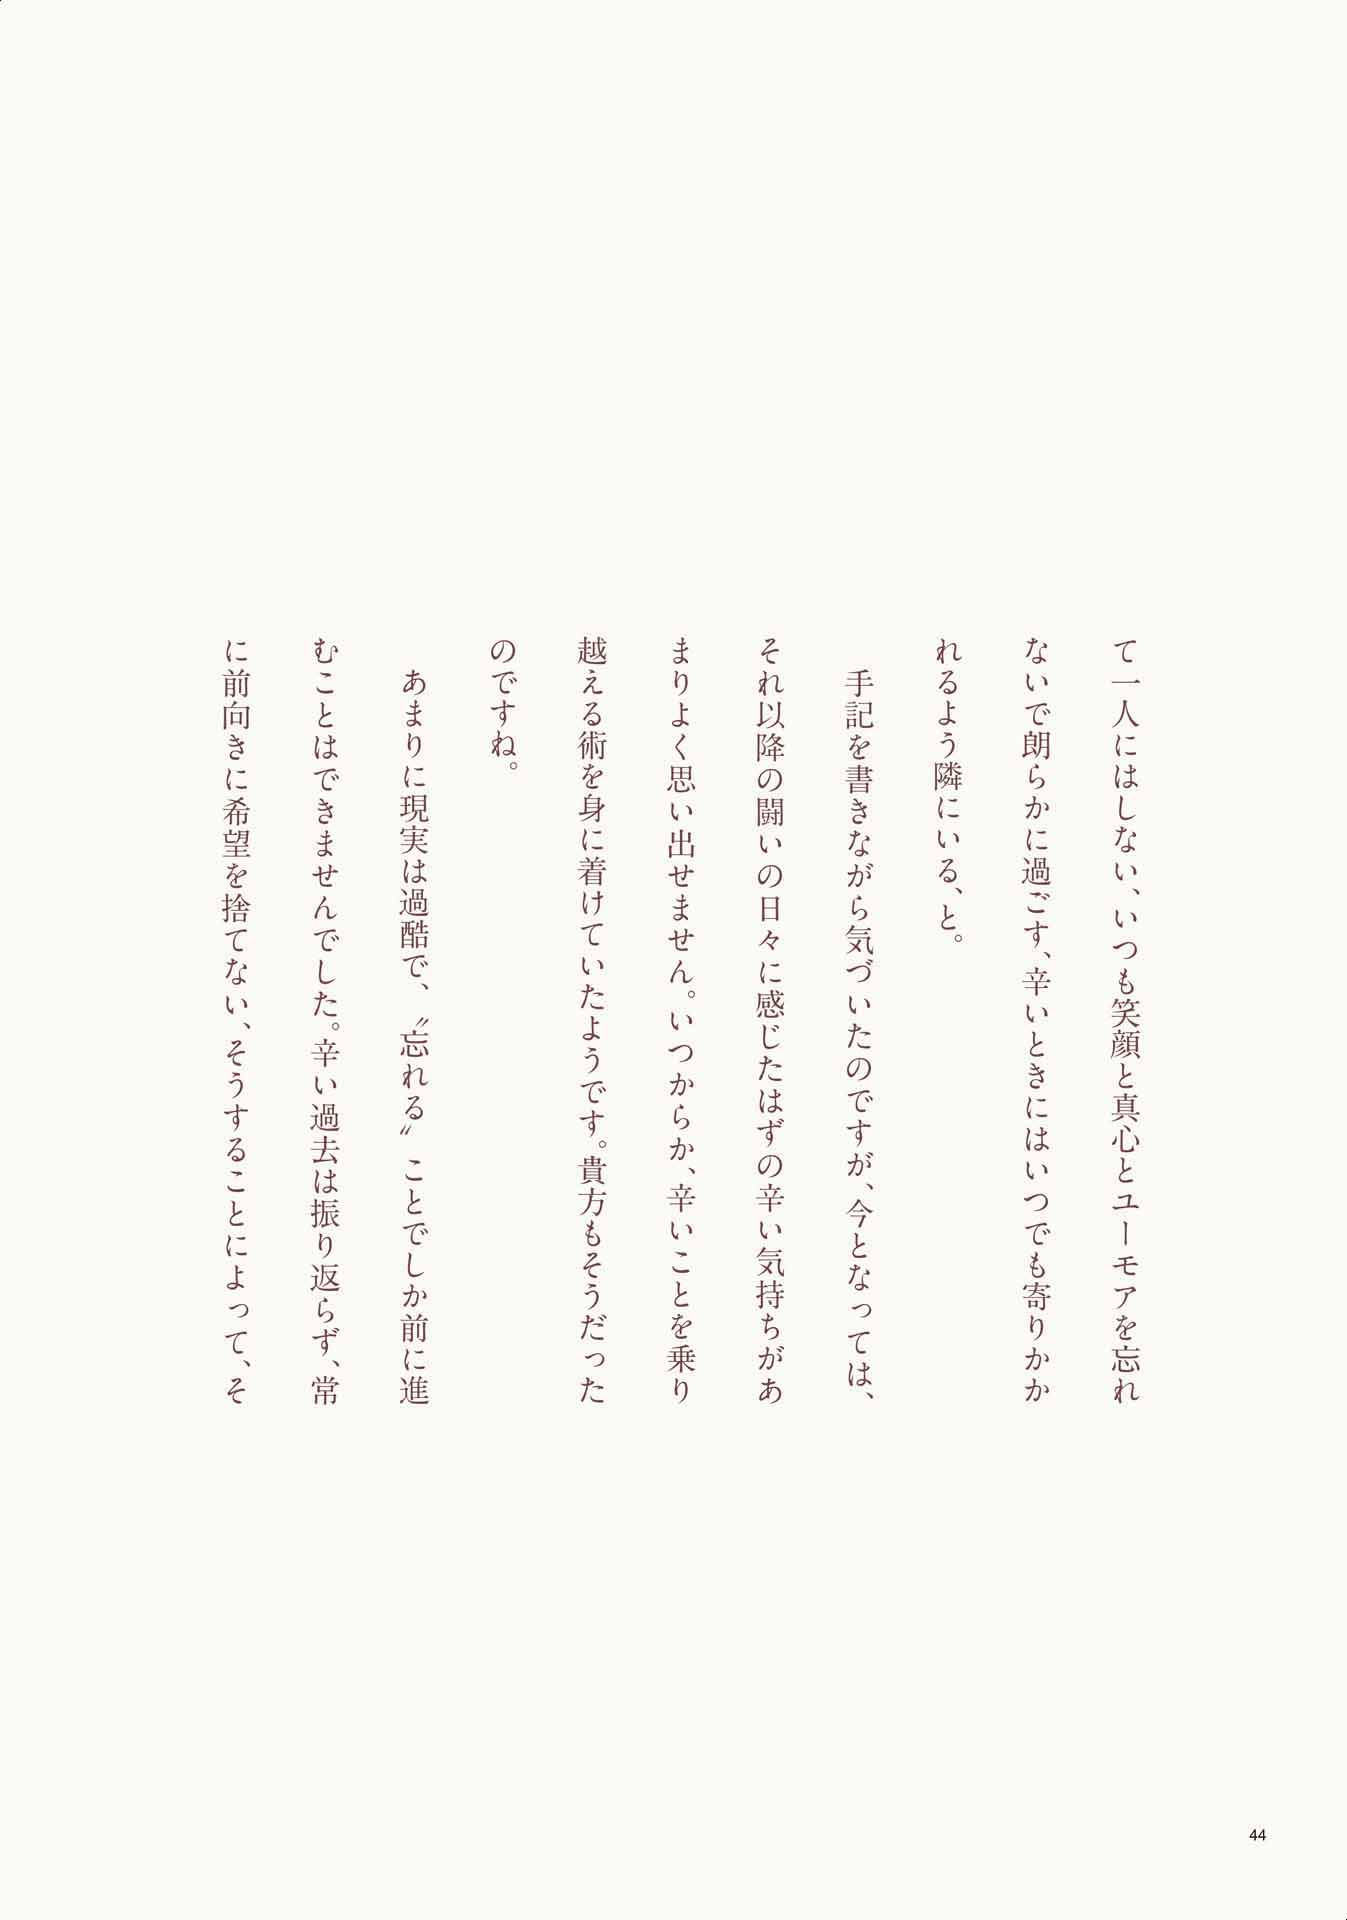 て一人にはしない、いつも笑顔と真心とユーモアを忘れ
ないで朗らかに過ごす、辛いときにはいつでも寄りかか
れるよう隣にいる、と。
　手記を書きながら気づいたのですが、今となっては、
それ以降の闘いの日々に感じたはずの辛い気持ちがあ
まりよく思い出せません。いつからか、辛いことを乗り
越える術を身に着けていたようです。貴方もそうだった
のですね。
　あまりに現実は過酷で、〝忘れる〟ことでしか前に進
むことはできませんでした。辛い過去は振り返らず、常
に前向きに希望を捨てない、そうすることによって、そ
44